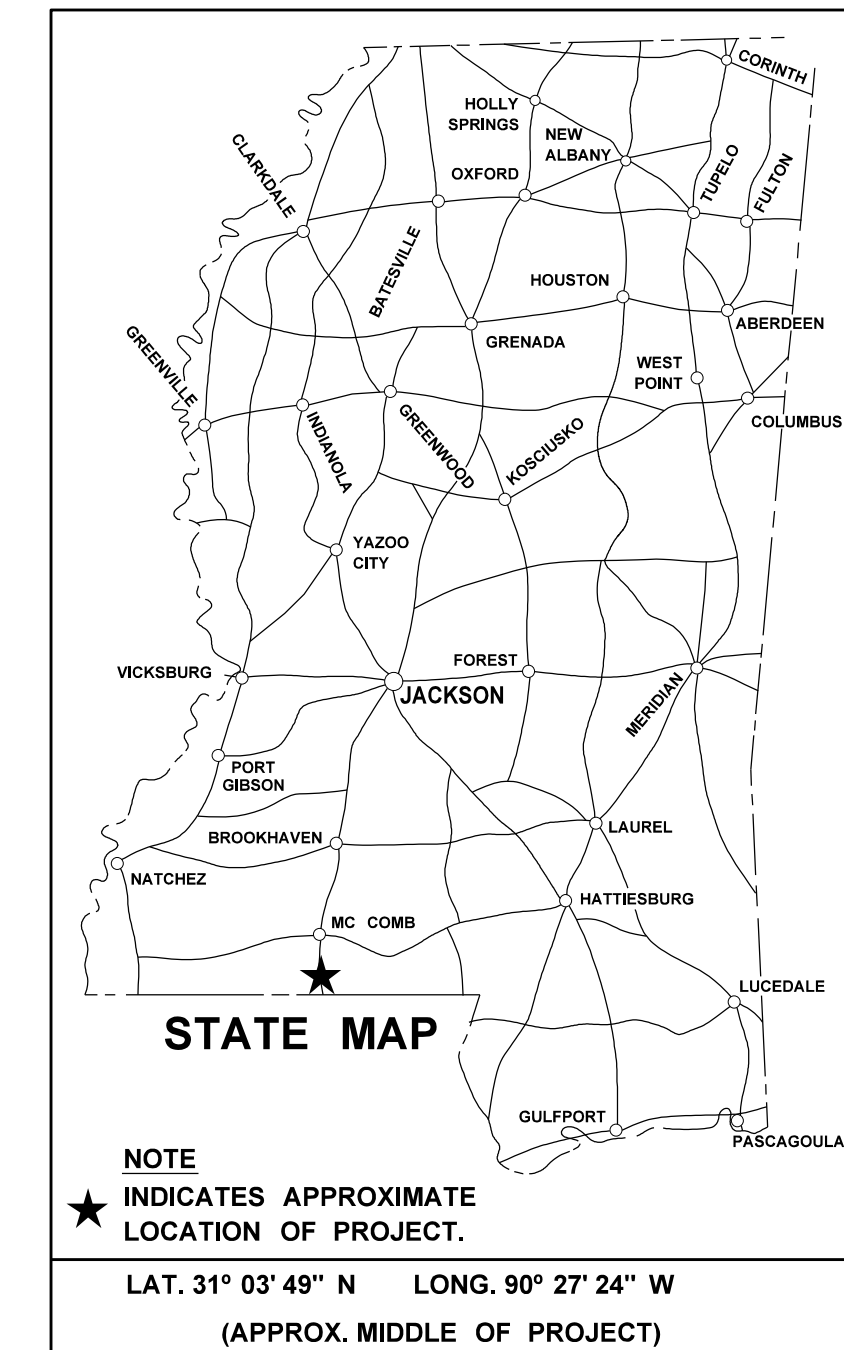 CORINTH
HOLLY
SPRINGS
NEW
ALBANY
CLARKDALE
OXFORD
TUPELO
FULTON
BATESVILLE
HOUSTON
GREENVILLE
GRENADA
ABERDEEN
WEST
POINT
INDIANOLA
GREENWOOD
KOSCIUSKO
COLUMBUS
YAZOO
CITY
VICKSBURG
FOREST
JACKSON
MERIDIAN
PORT
GIBSON
BROOKHAVEN
LAUREL
NATCHEZ
HATTIESBURG
MC COMB
LUCEDALE
STATE MAP
GULFPORT
PASCAGOULA
NOTE
INDICATES APPROXIMATE
LOCATION OF PROJECT.
LAT. 31º 03' 49" N LONG. 90º 27' 24" W
(APPROX. MIDDLE OF PROJECT)